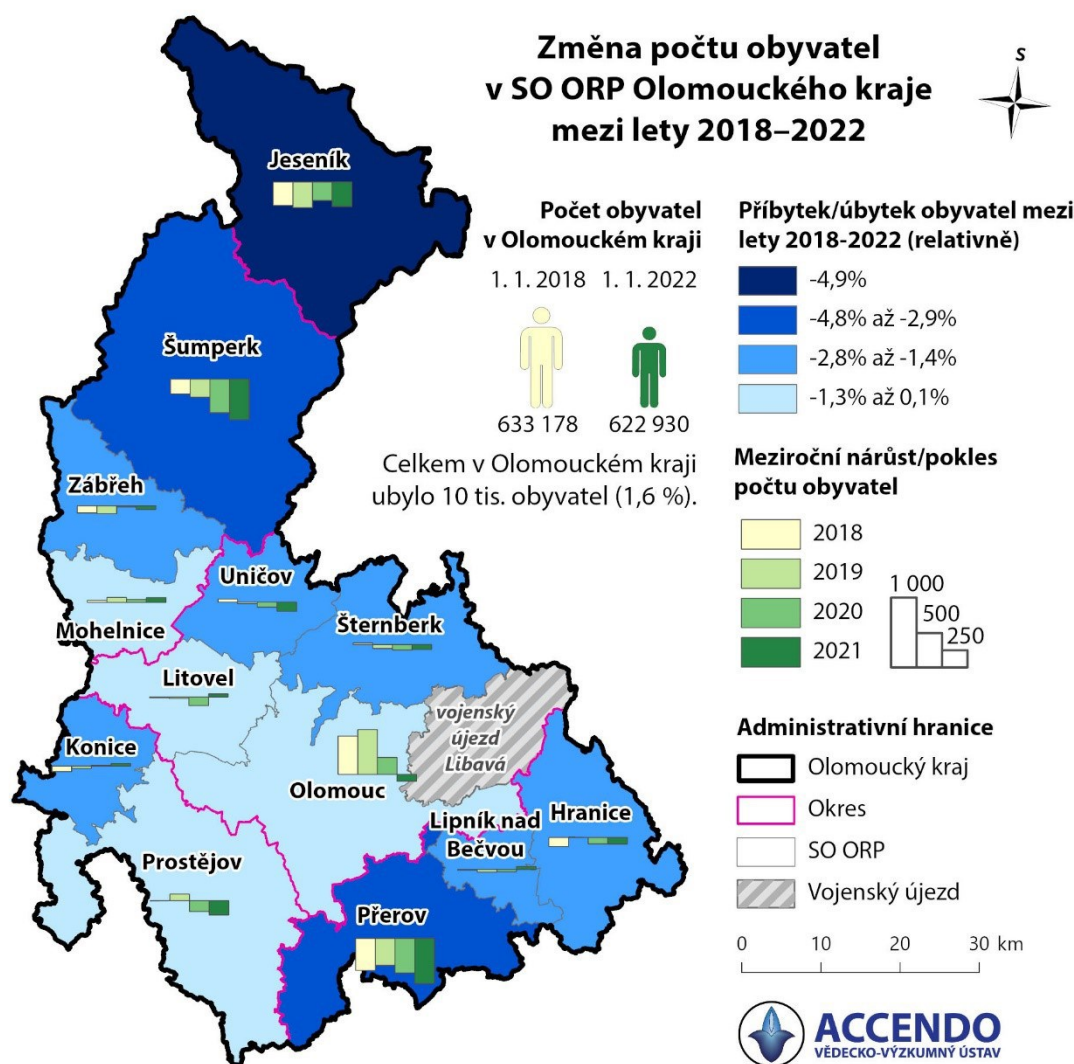 Změna počtu obyvatel
v SO ORP Olomouckého kraje
mezi lety 2018–2022
S
Počet obyvatel
v Olomouckém kraji
1. 1. 2018 1. 1. 2022
633 178 622 930
Celkem v Olomouckém kraji
ubylo 10 tis. obyvatel (1,6 %).
Příbytek/úbytek obyvatel mezi
lety 2018-2022 (relativně)
-4,9%
-4,8% až -2,9%
-2,8% až -1,4%
-1,3% až 0,1%
Meziroční nárůst/pokles
počtu obyvatel
2018
2019
2020
2021
1 000
500
250
Administrativní hranice
Olomoucký kraj
Okres
SO ORP
Vojenský újezd
0 10 20 30 km
ACCENDO
VĚDECKO-VÝZKUMNÝ ÚSTAV
Jeseník
Šumperk
Zábřeh
Uničov
Mohelnice
Šternberk
Litovel
vojenský
újezd
Libavá
Konice
Olomouc
Lipník nad
Bečvou
Hranice
Prostějov
Přerov